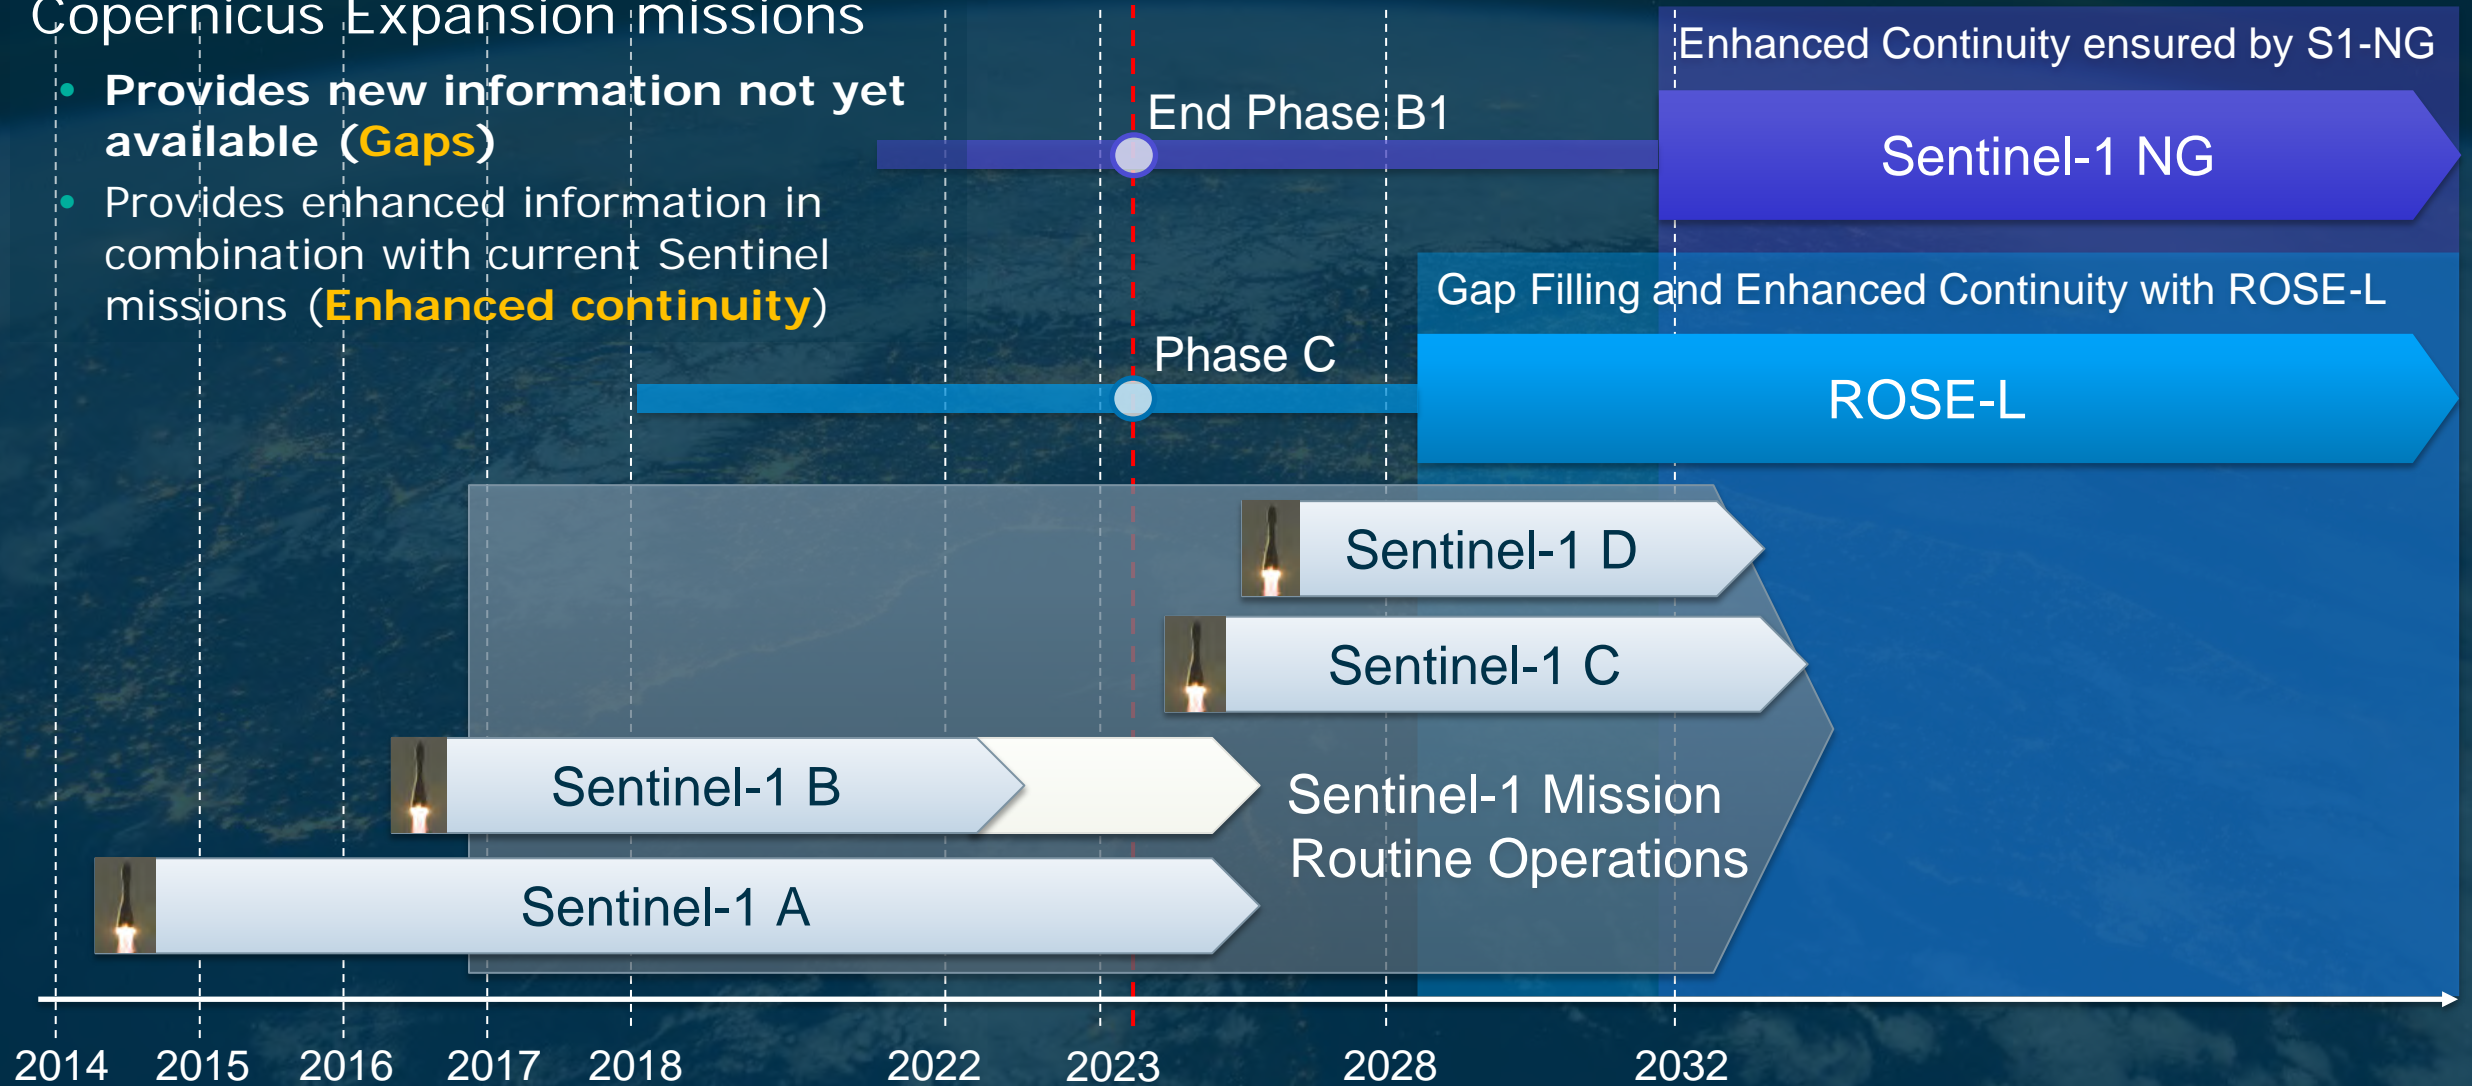 Copernicus Expansion missions
• Provides new information not yet
available (Gaps)
• Provides enhanced information in
combination with current Sentinel
missions (Enhanced continuity)
Enhanced Continuity ensured by S1-NG
End Phase B1
Sentinel-1 NG
Gap Filling and Enhanced Continuity with ROSE-L
Phase C
ROSE-L
Sentinel-1 D
Sentinel-1 C
Sentinel-1 B
Sentinel-1 Mission
Routine Operations
Sentinel-1 A
2014 2015 2016 2017 2018 2022 2023 2028 2032